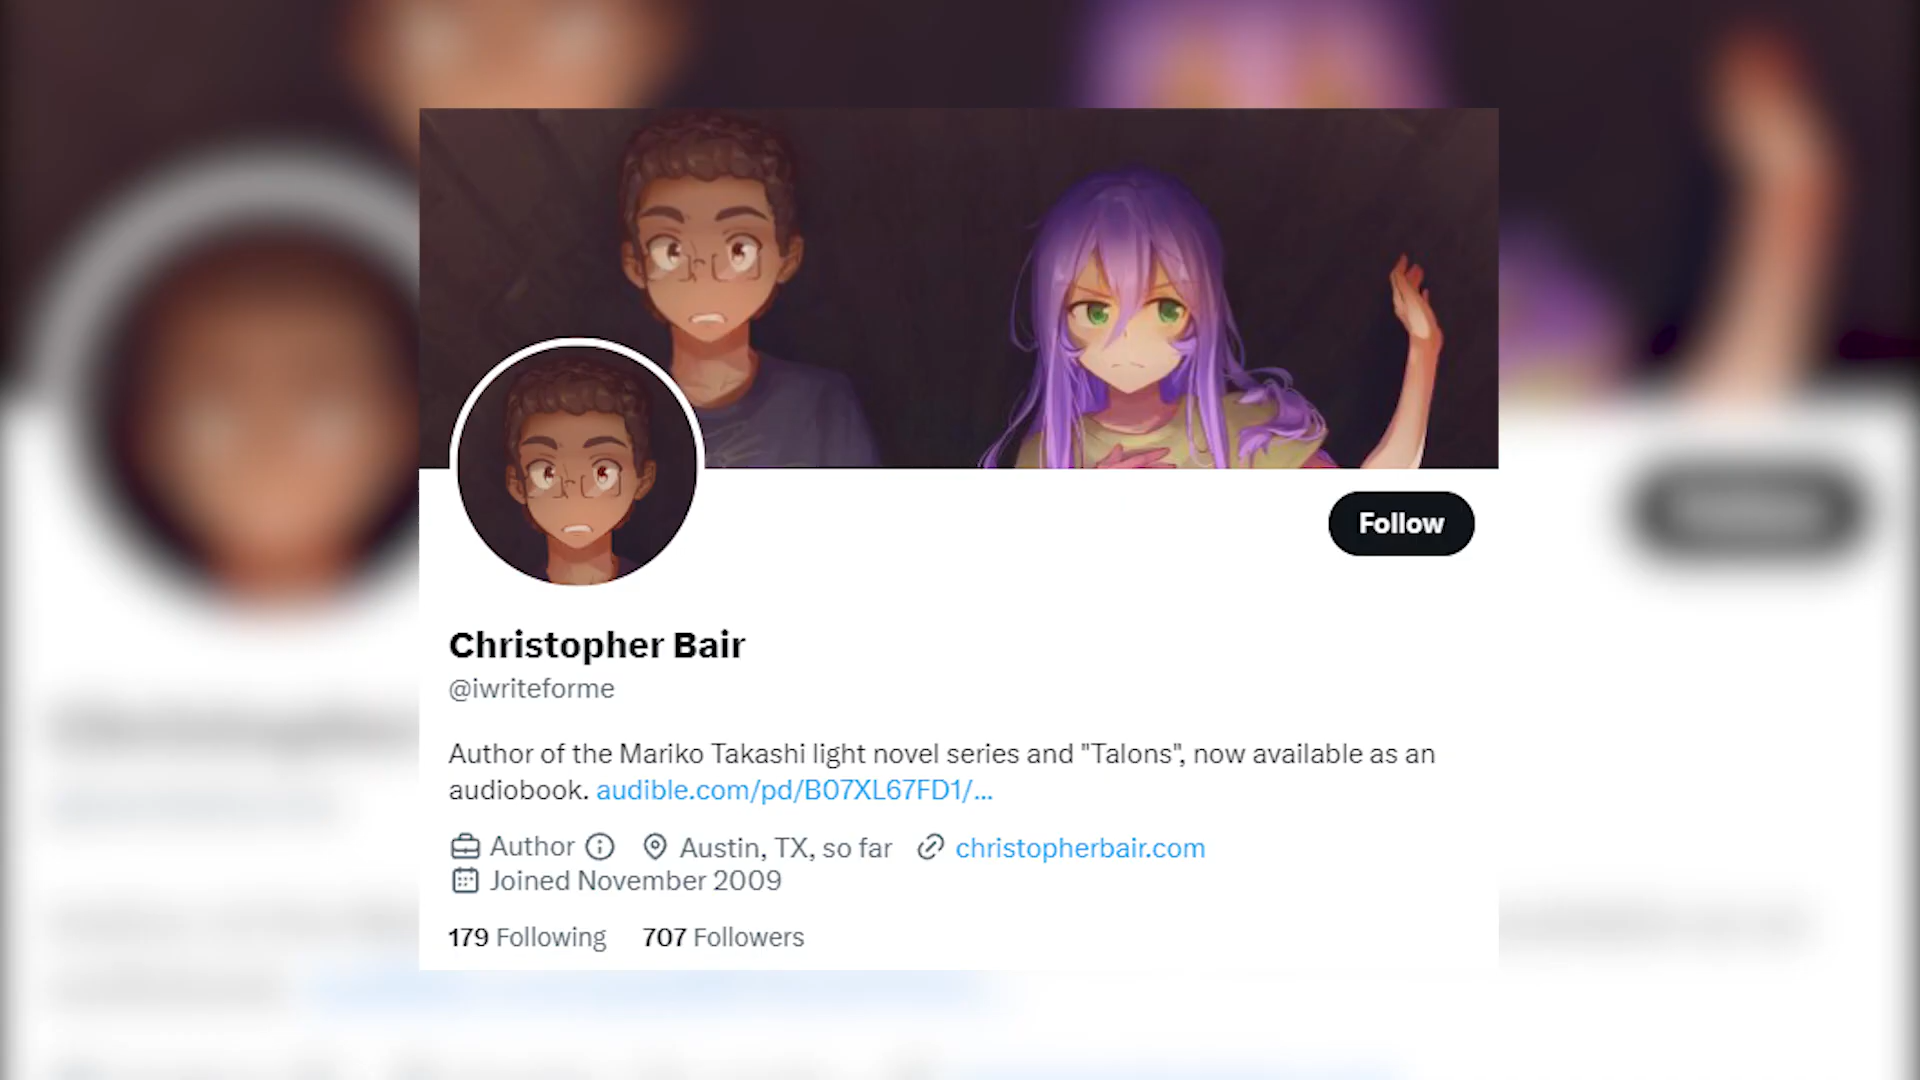 Follow
Christopher Bair
@iwriteforme
Author of the Mariko Takashi light novel series and "Talons", now available as an
audiobook. audible.com/pd/B07XL67FD1/...
Author Austin, TX, so far christopherbair.com
Joined November 2009
179 Following 707 Followers